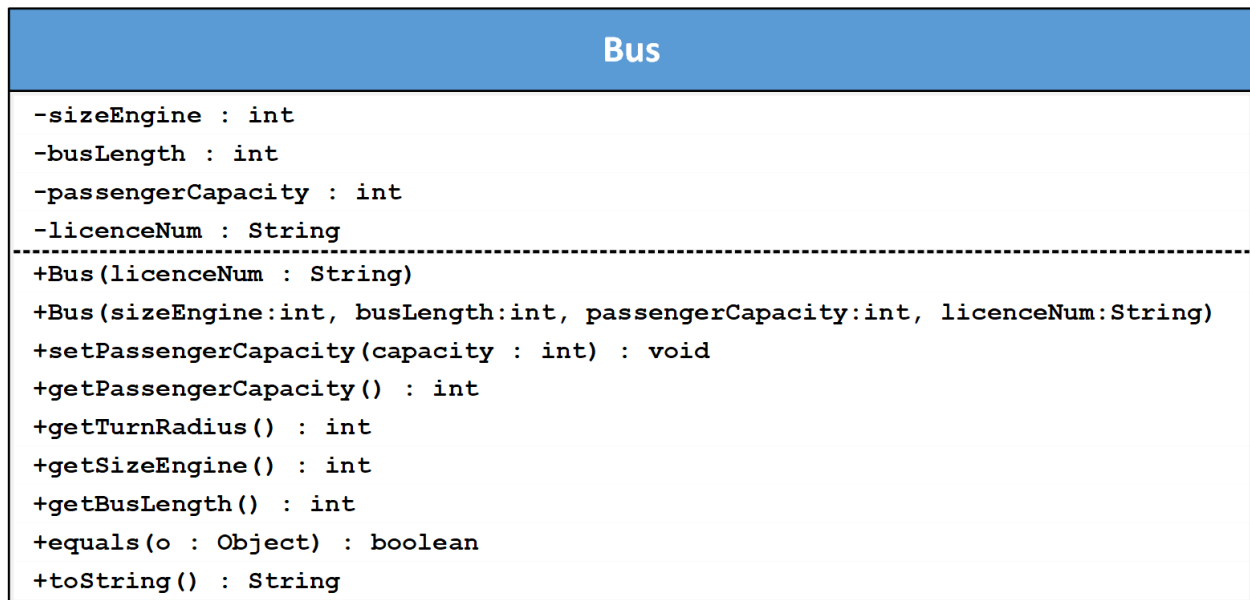 Bus
-sizeEngine : int
-busLength : int
-passengerCapacity : int
-licenceNum : String
+Bus(licenceNum : String)
+Bus(sizeEngine:int, busLength:int, passengerCapacity:int, licenceNum:String)
+setPassengerCapacity(capacity : int) : void
+getPassengerCapacity() : int
+getTurnRadius() : int
+getSizeEngine() : int
+getBusLength() : int
+equals(o : Object) : boolean
+toString() : String